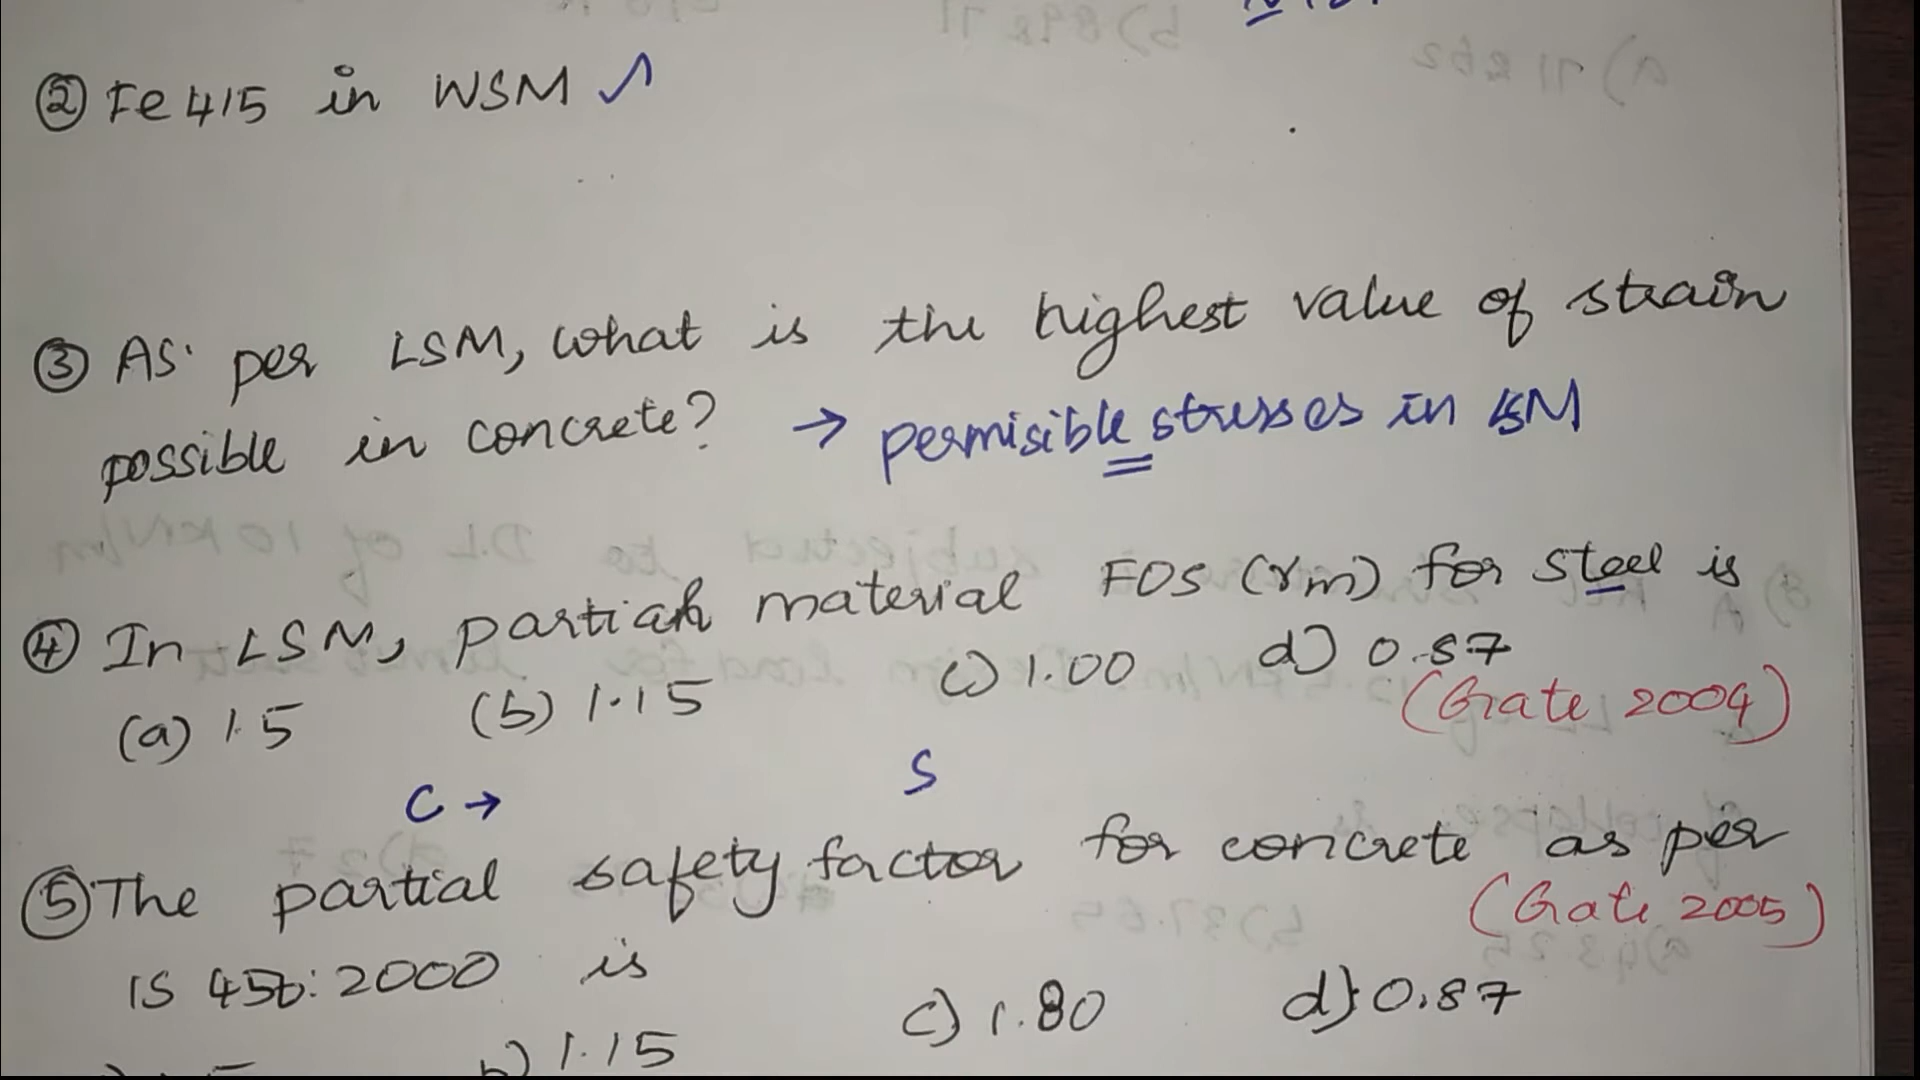 ② Fe 415 in WSM
③ As per LSM, what is the highest value of strain
possible in concrete? → permisible stresses in LSM
④ In LSM, partial material FOS (γm) for steel is
(a) 1.5 (b) 1.15 c) 1.00 d) 0.87
(Gate 2004)
C → S
⑤ The partial safety factor for concrete as per
(Gate 2005)
IS 456:2000 is
b) 1.15 c) 1.80 d) 0.87